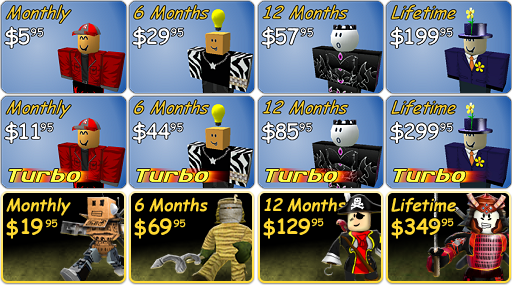 Monthly 6 Months 12 Months Lifetime
$5.95 $29.95 $57.95 $199.95
Monthly 6 Months 12 Months Lifetime
$11.95 $44.95 $85.95 $299.95
Turbo Turbo Turbo Turbo
Monthly 6 Months 12 Months Lifetime
$19.95 $69.95 $129.95 $349.95